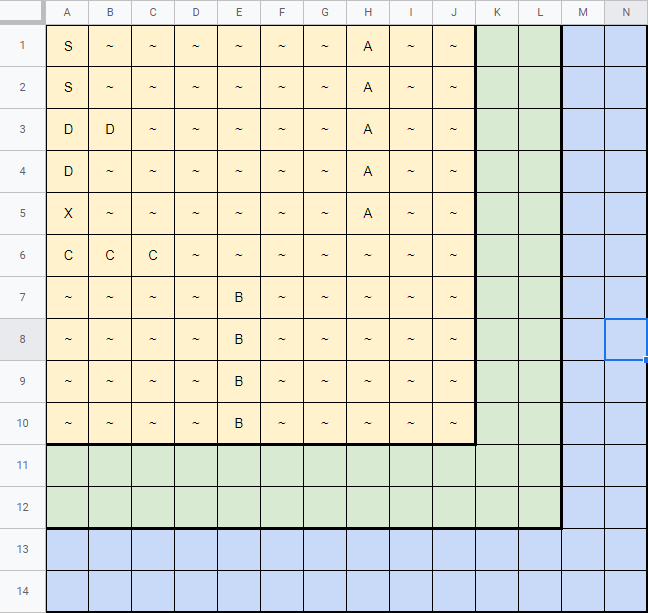 A B C D E F G H I J K L M N
1 S ~ ~ ~ ~ ~ ~ A ~ ~
2 S ~ ~ ~ ~ ~ ~ A ~ ~
3 D D ~ ~ ~ ~ ~ A ~ ~
4 D ~ ~ ~ ~ ~ ~ A ~ ~
5 X ~ ~ ~ ~ ~ ~ A ~ ~
6 C C C ~ ~ ~ ~ ~ ~ ~
7 ~ ~ ~ ~ B ~ ~ ~ ~ ~
8 ~ ~ ~ ~ B ~ ~ ~ ~ ~
9 ~ ~ ~ ~ B ~ ~ ~ ~ ~
10 ~ ~ ~ ~ B ~ ~ ~ ~ ~
11
12
13
14